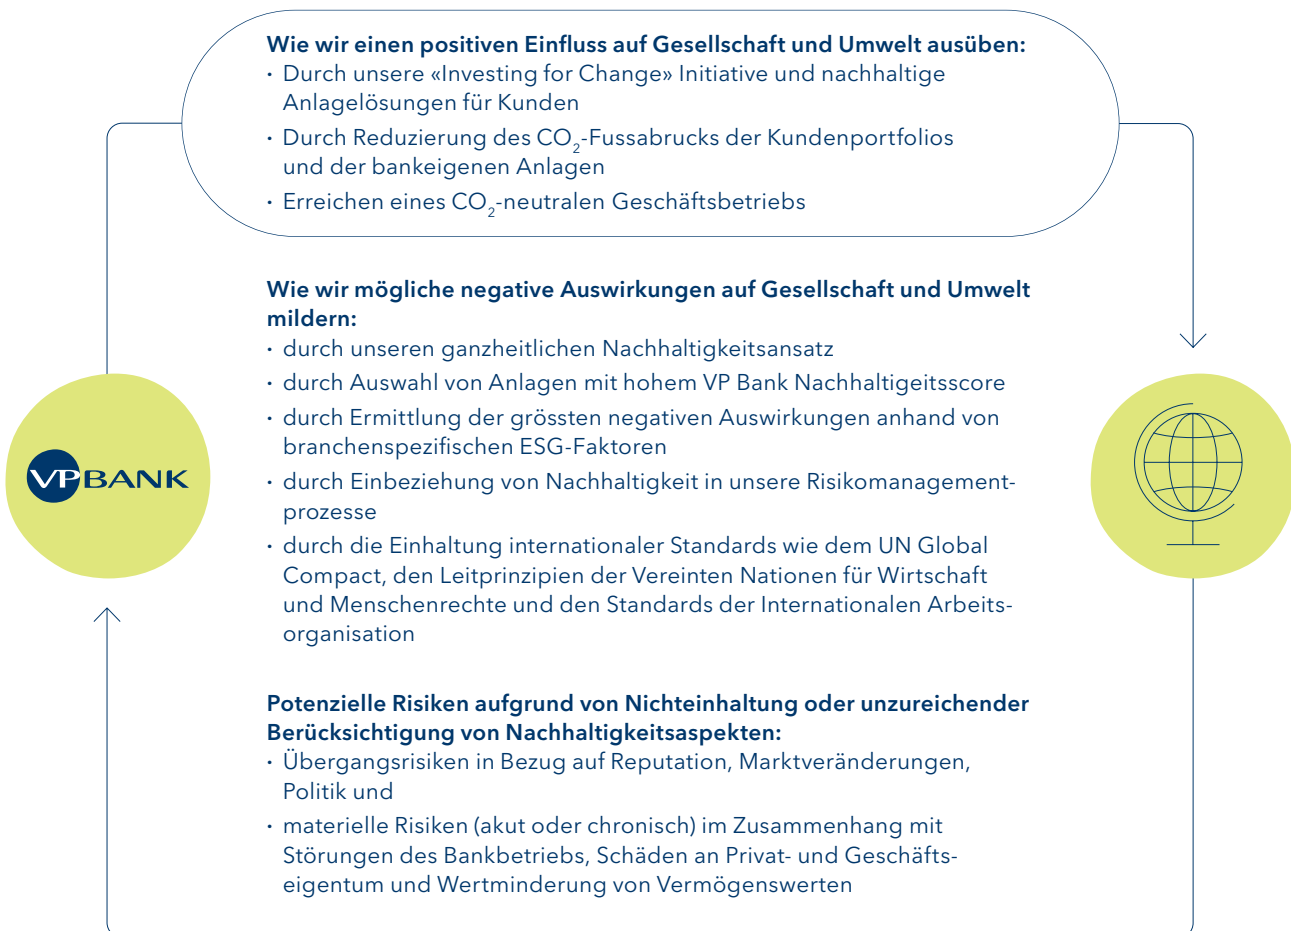 Wie wir einen positiven Einfluss auf Gesellschaft und Umwelt ausüben:
· Durch unsere «Investing for Change» Initiative und nachhaltige
Anlagelösungen für Kunden
· Durch Reduzierung des CO₂-Fussabrucks der Kundenportfolios
und der bankeigenen Anlagen
· Erreichen eines CO₂-neutralen Geschäftsbetriebs
Wie wir mögliche negative Auswirkungen auf Gesellschaft und Umwelt
mildern:
· durch unseren ganzheitlichen Nachhaltigkeitsansatz
· durch Auswahl von Anlagen mit hohem VP Bank Nachhaltigeitsscore
· durch Ermittlung der grössten negativen Auswirkungen anhand von
branchenspezifischen ESG-Faktoren
· durch Einbeziehung von Nachhaltigkeit in unsere Risikomanagement-
prozesse
· durch die Einhaltung internationaler Standards wie dem UN Global
Compact, den Leitprinzipien der Vereinten Nationen für Wirtschaft
und Menschenrechte und den Standards der Internationalen Arbeits-
organisation
VP BANK
Potenzielle Risiken aufgrund von Nichteinhaltung oder unzureichender
Berücksichtigung von Nachhaltigkeitsaspekten:
· Übergangsrisiken in Bezug auf Reputation, Marktveränderungen,
Politik und
· materielle Risiken (akut oder chronisch) im Zusammenhang mit
Störungen des Bankbetriebs, Schäden an Privat- und Geschäfts-
eigentum und Wertminderung von Vermögenswerten